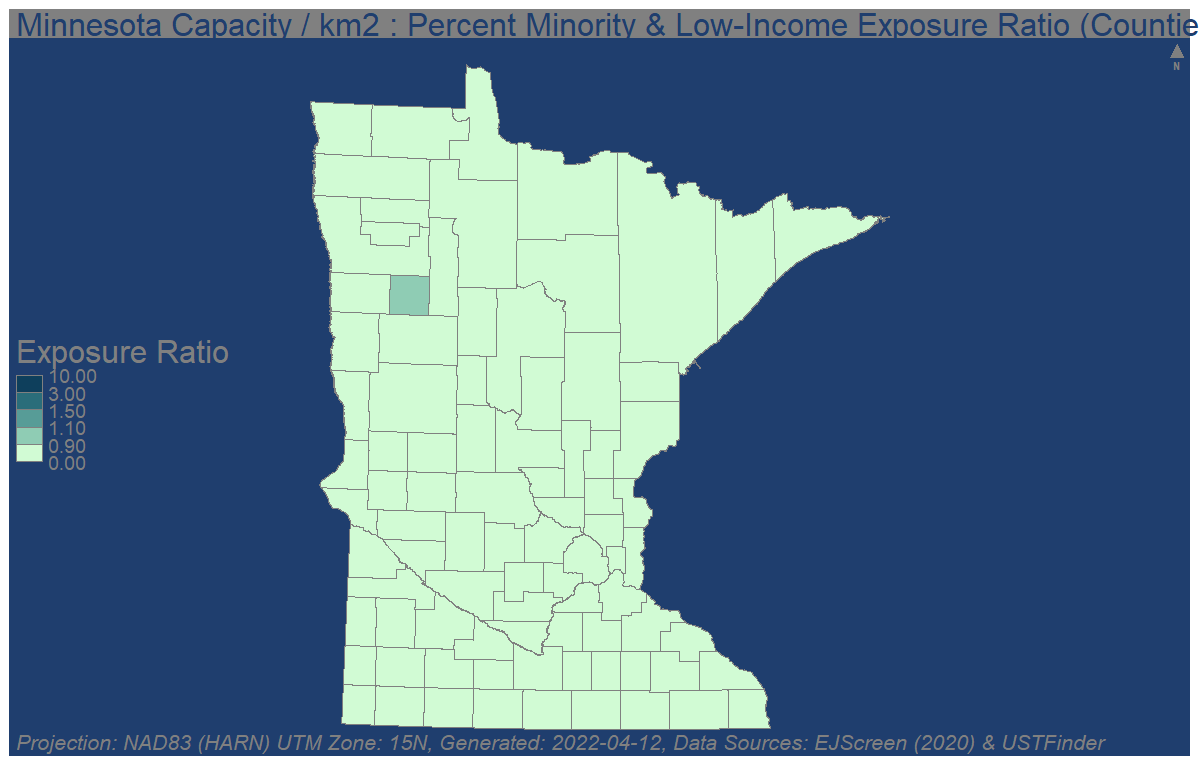 Minnesota Capacity / km2 : Percent Minority & Low-Income Exposure Ratio (Countie
N
Exposure Ratio
10.00
3.00
1.50
1.10
0.90
0.00
Projection: NAD83 (HARN) UTM Zone: 15N, Generated: 2022-04-12, Data Sources: EJScreen (2020) & USTFinder